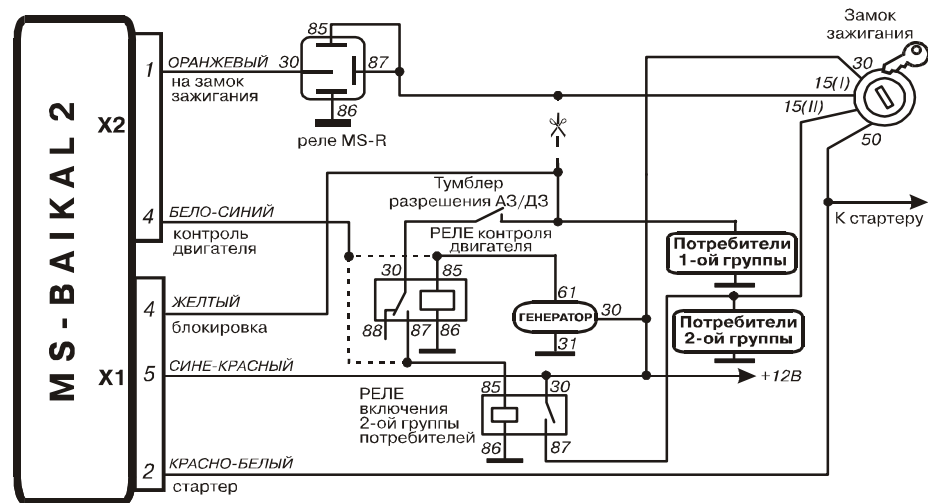 MS-BAIKAL 2
X2
X1
1
ОРАНЖЕВЫЙ
на замок
зажигания
30
85
87
86
реле MS-R
Замок
зажигания
30
15(I)
15(II)
50
К стартеру
4
БЕЛО-СИНИЙ
контроль
двигателя
Тумблер
разрешения АЗ/ДЗ
РЕЛЕ контроля
двигателя
30
85
88
87
86
61
ГЕНЕРАТОР
30
31
Потребители
1-ой группы
Потребители
2-ой группы
4
ЖЕЛТЫЙ
блокировка
5
СИНЕ-КРАСНЫЙ
+12В
РЕЛЕ
включения
2-ой группы
потребителей
85
30
86
87
2
КРАСНО-БЕЛЫЙ
стартер